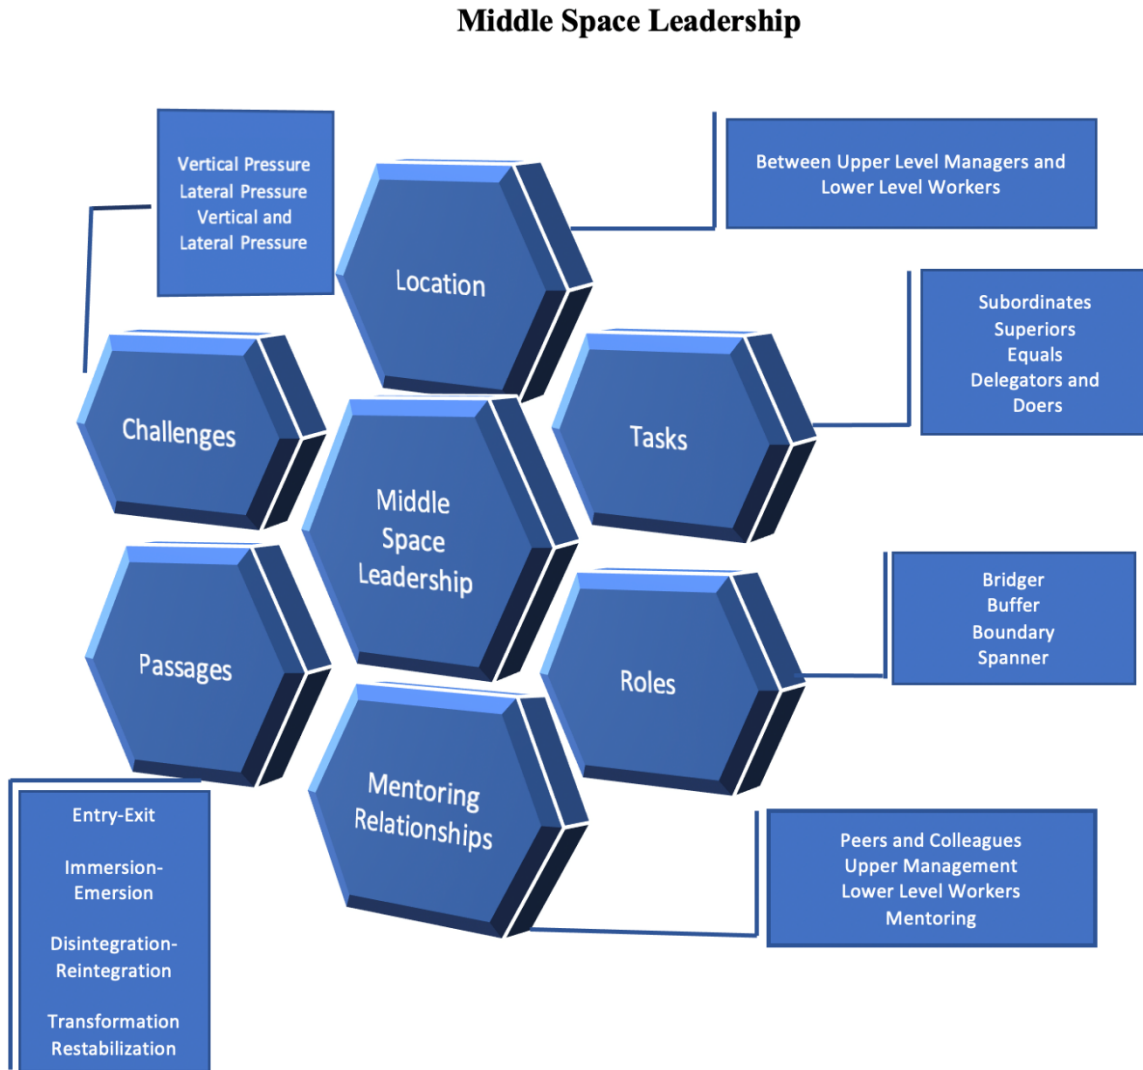 Middle Space Leadership
Vertical Pressure
Lateral Pressure
Vertical and
Lateral Pressure
Between Upper Level Managers and
Lower Level Workers
Location
Subordinates
Superiors
Equals
Delegators and
Doers
Challenges
Tasks
Middle
Space
Leadership
Bridger
Buffer
Boundary
Spanner
Passages
Roles
Mentoring
Relationships
Entry-Exit
Immersion-
Emersion
Disintegration-
Reintegration
Transformation
Restabilization
Peers and Colleagues
Upper Management
Lower Level Workers
Mentoring